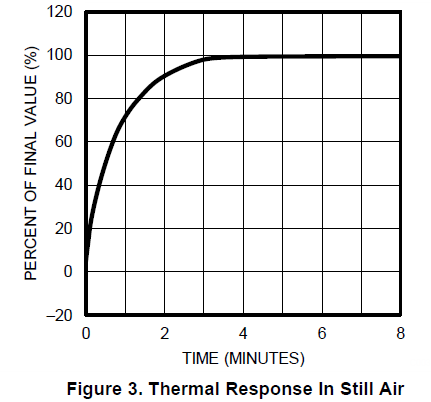 120
100
80
60
40
20
0
–20
PERCENT OF FINAL VALUE (%)
0 2 4 6 8
TIME (MINUTES)
Figure 3. Thermal Response In Still Air